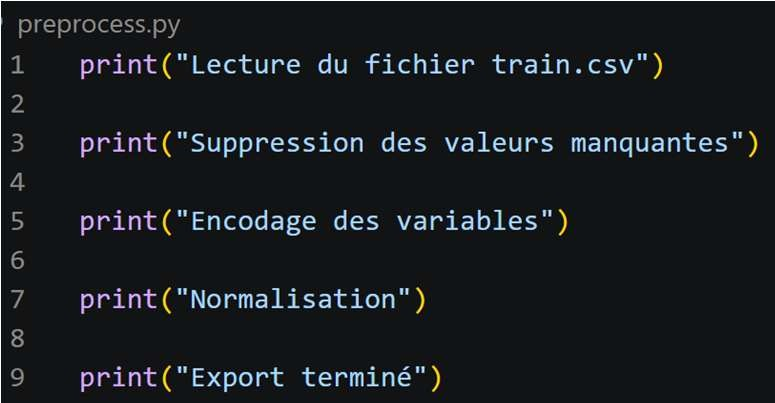 preprocess.py
1 print("Lecture du fichier train.csv")
2
3 print("Suppression des valeurs manquantes")
4
5 print("Encodage des variables")
6
7 print("Normalisation")
8
9 print("Export terminé")